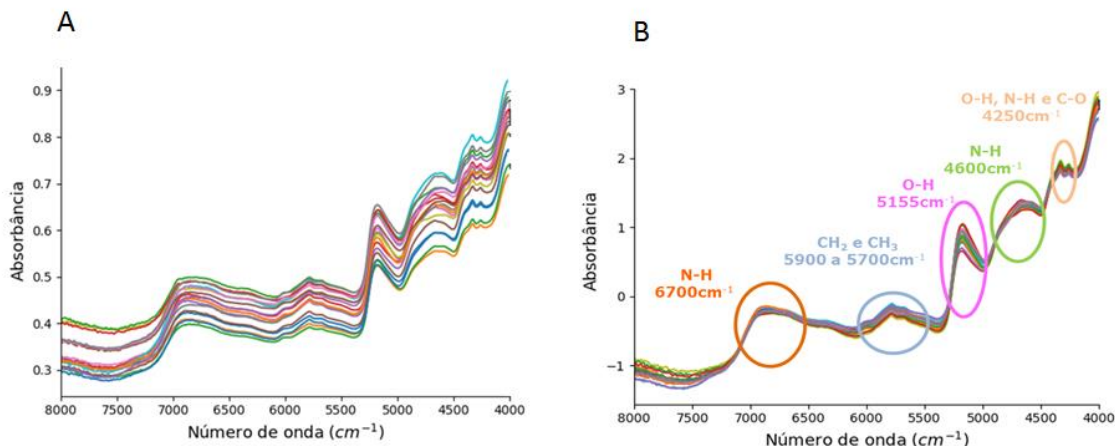 A
Absorbância
0.9
0.8
0.7
0.6
0.5
0.4
0.3
8000 7500 7000 6500 6000 5500 5000 4500 4000
Número de onda (cm⁻¹)
B
Absorbância
3
2
1
0
−1
O-H, N-H e C-O
4250cm⁻¹
N-H
4600cm⁻¹
O-H
5155cm⁻¹
CH₂ e CH₃
5900 a 5700cm⁻¹
N-H
6700cm⁻¹
8000 7500 7000 6500 6000 5500 5000 4500 4000
Número de onda (cm⁻¹)